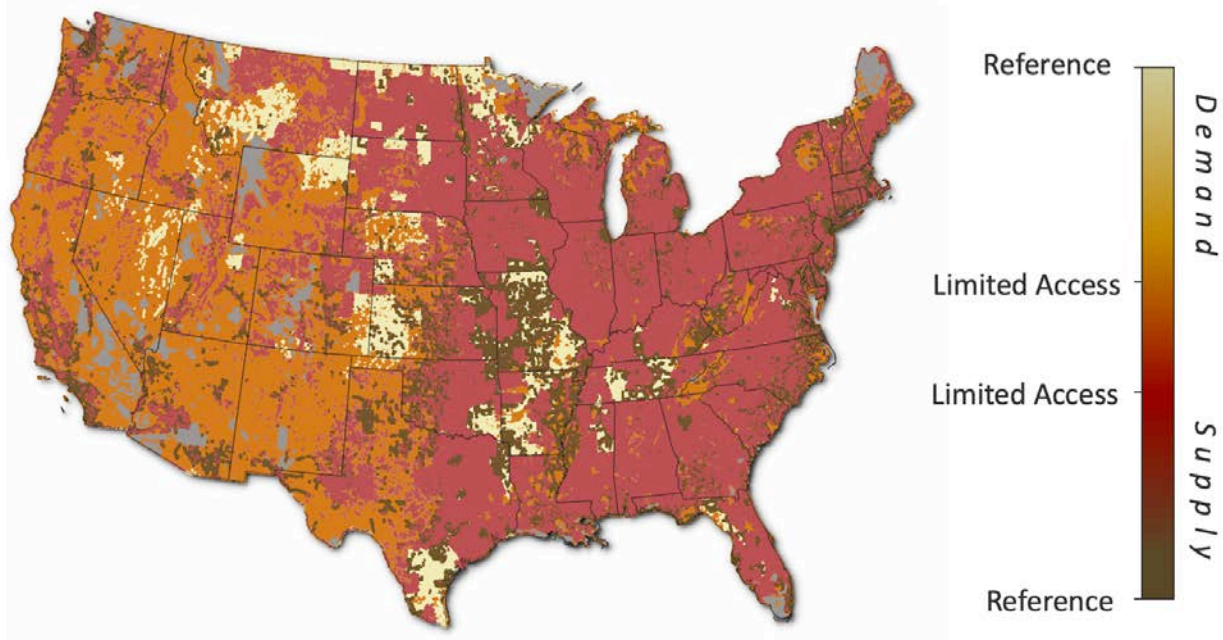 Reference
Demand
Limited Access
Limited Access
Supply
Reference